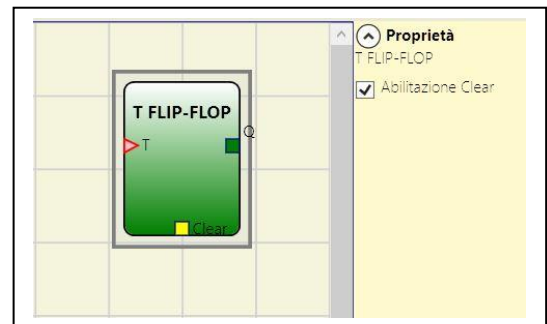 T FLIP-FLOP
T
Q
Clear
Proprietà
T FLIP-FLOP
Abilitazione Clear